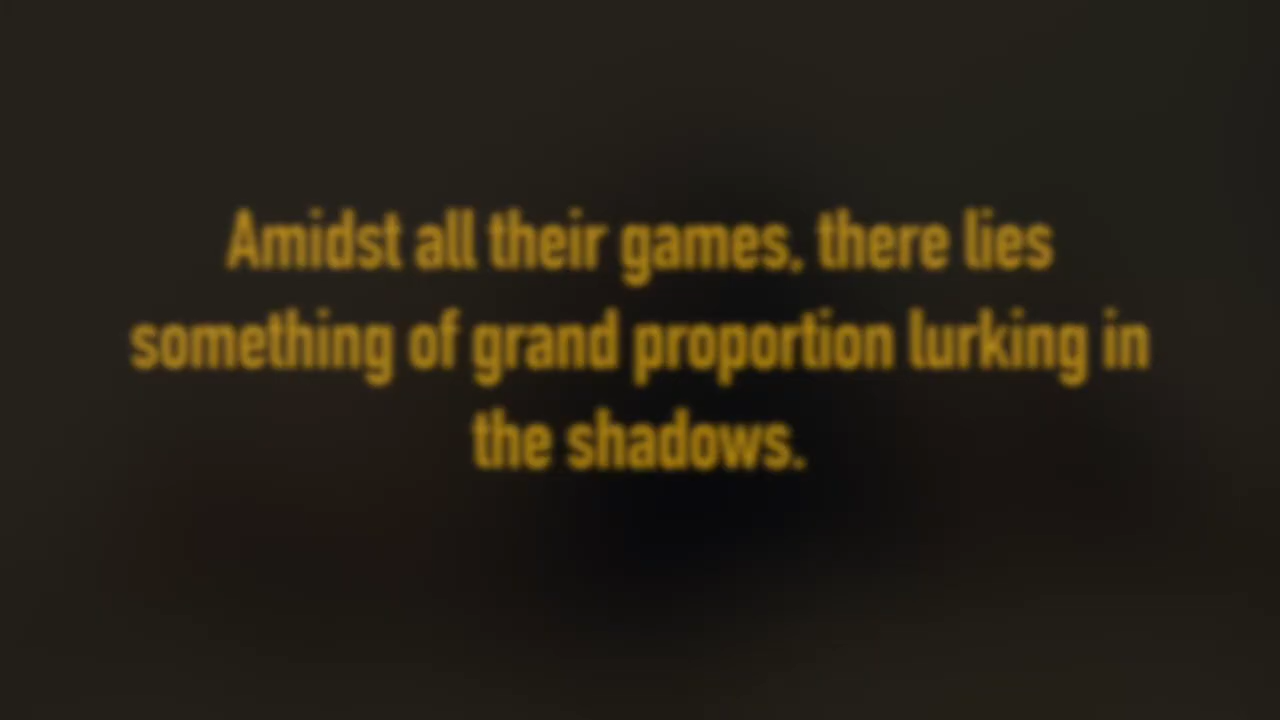 Amidst all their games, there lies
something of grand proportion lurking in
the shadows.